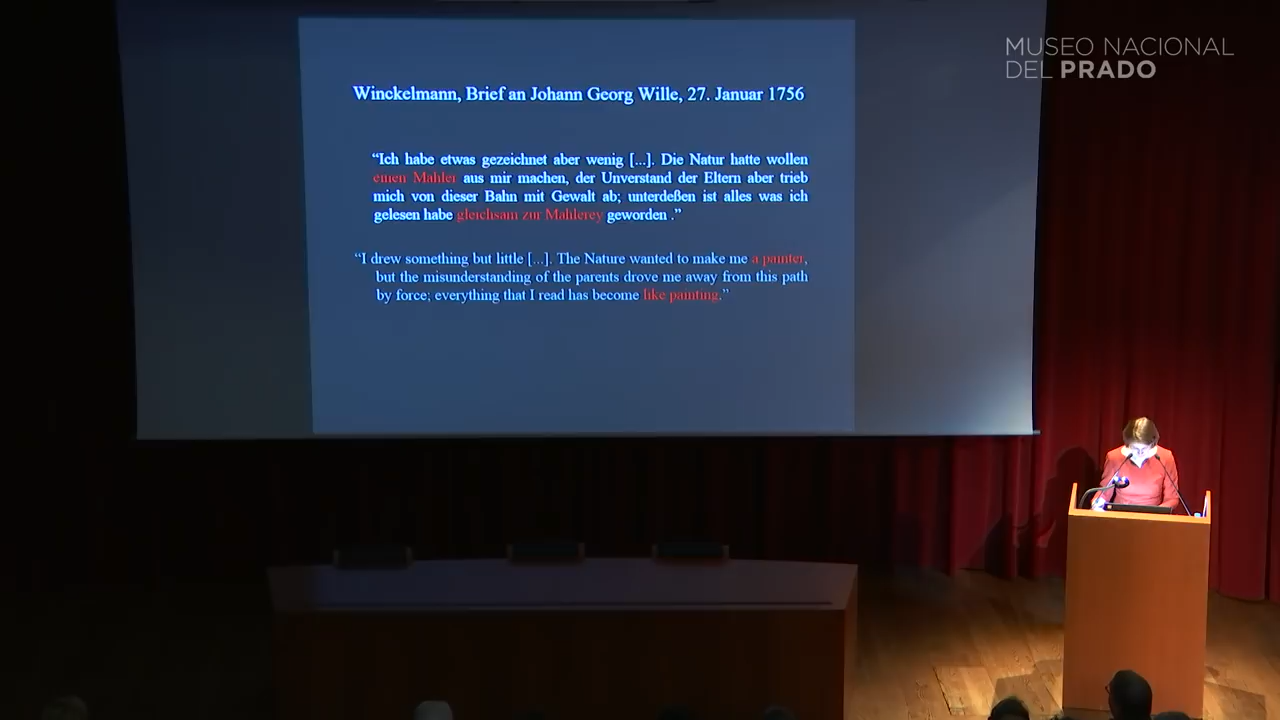 MUSEO NACIONAL
DEL PRADO
Winckelmann, Brief an Johann Georg Wille, 27. Januar 1756
“Ich habe etwas gezeichnet aber wenig [...]. Die Natur hatte wollen
einen Mahler aus mir machen, der Unverstand der Eltern aber trieb
mich von dieser Bahn mit Gewalt ab; unterdeßen ist alles was ich
gelesen habe gleichsam zur Mahlerey geworden .”
“I drew something but little [...]. The Nature wanted to make me a painter,
but the misunderstanding of the parents drove me away from this path
by force; everything that I read has become like painting.”